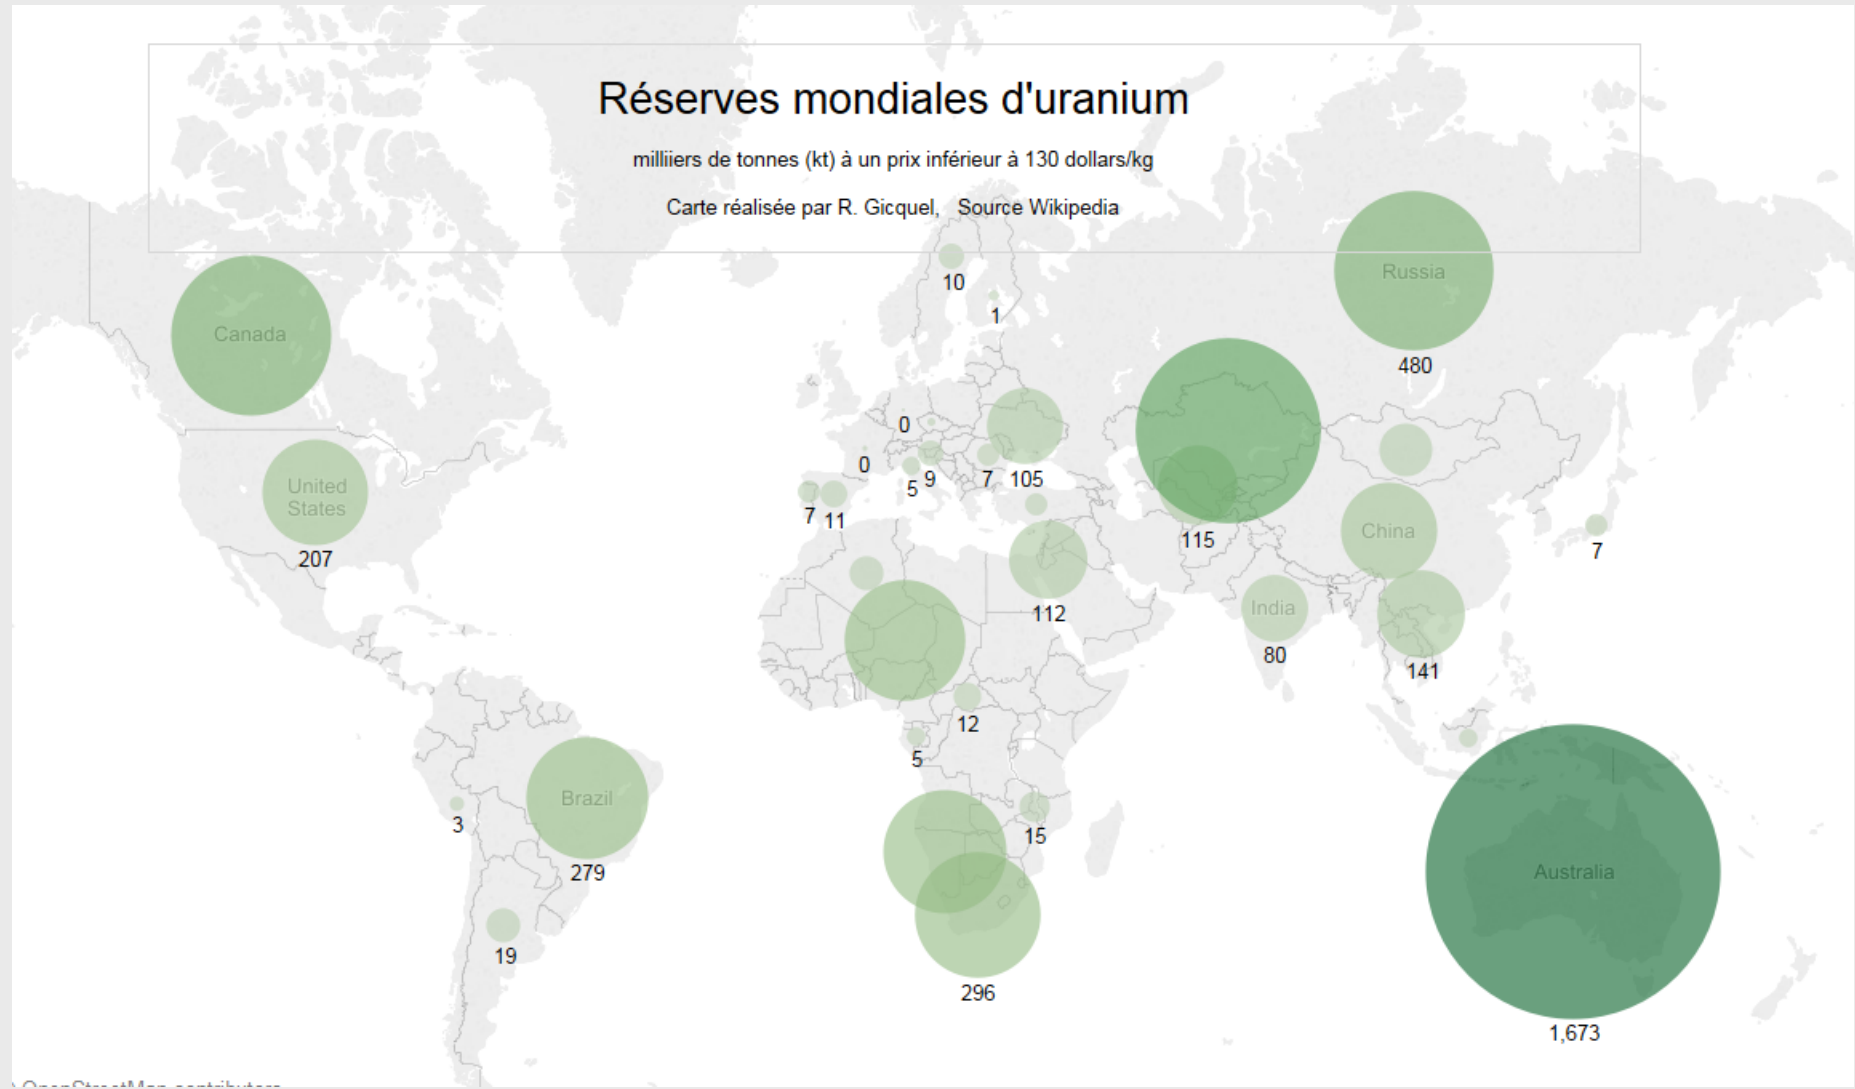 Réserves mondiales d'uranium
milliiers de tonnes (kt) à un prix inférieur à 130 dollars/kg
Carte réalisée par R. Gicquel, Source Wikipedia
Russia
480
10
1
Canada
0
0
5
9
7
105
United
States
207
7
11
115
China
7
112
India
80
141
12
5
Brazil
279
3
15
19
296
Australia
1,673
OpenStreetMap contributors